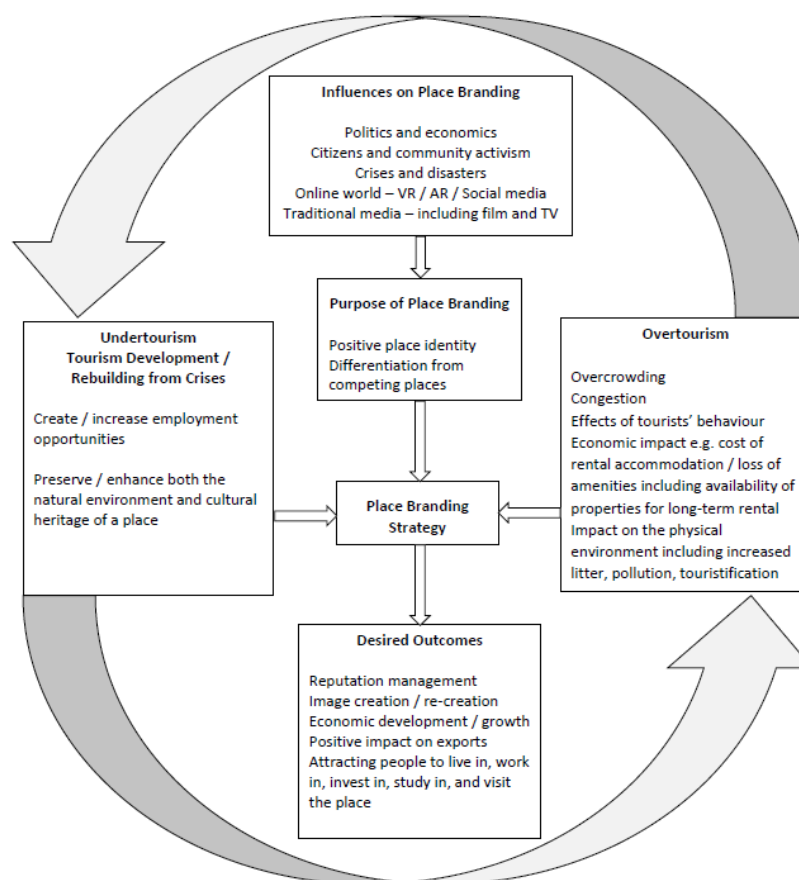 Influences on Place Branding
Politics and economics
Citizens and community activism
Crises and disasters
Online world – VR / AR / Social media
Traditional media – including film and TV
Purpose of Place Branding
Positive place identity
Differentiation from
competing places
Undertourism
Tourism Development /
Rebuilding from Crises
Create / increase employment
opportunities
Preserve / enhance both the
natural environment and cultural
heritage of a place
Place Branding
Strategy
Overtourism
Overcrowding
Congestion
Effects of tourists’ behaviour
Economic impact e.g. cost of
rental accommodation / loss of
amenities including availability of
properties for long-term rental
Impact on the physical
environment including increased
litter, pollution, touristification
Desired Outcomes
Reputation management
Image creation / re-creation
Economic development / growth
Positive impact on exports
Attracting people to live in, work
in, invest in, study in, and visit
the place